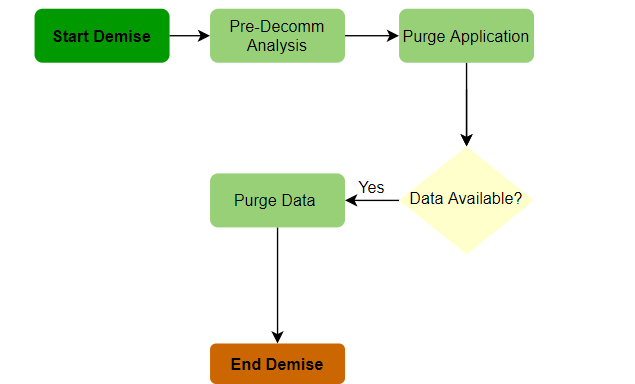 Start Demise
Pre-Decomm
Analysis
Purge Application
Data Available?
Yes
Purge Data
End Demise